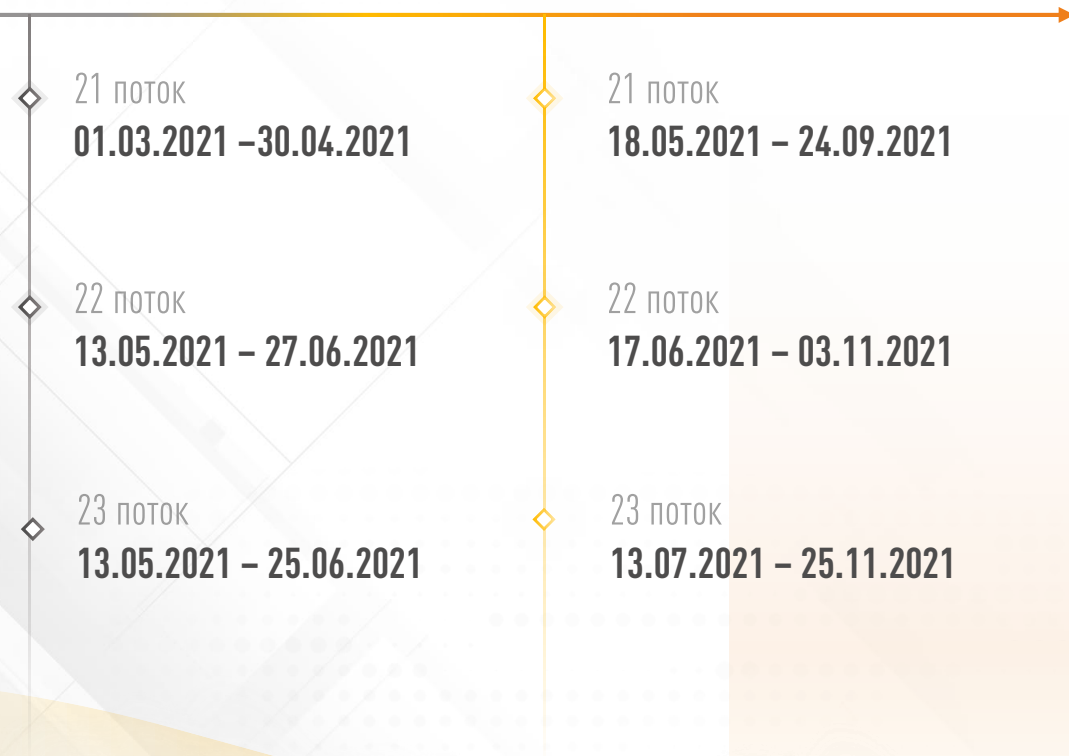 21 поток
01.03.2021 –30.04.2021
22 поток
13.05.2021 – 27.06.2021
23 поток
13.05.2021 – 25.06.2021
21 поток
18.05.2021 – 24.09.2021
22 поток
17.06.2021 – 03.11.2021
23 поток
13.07.2021 – 25.11.2021